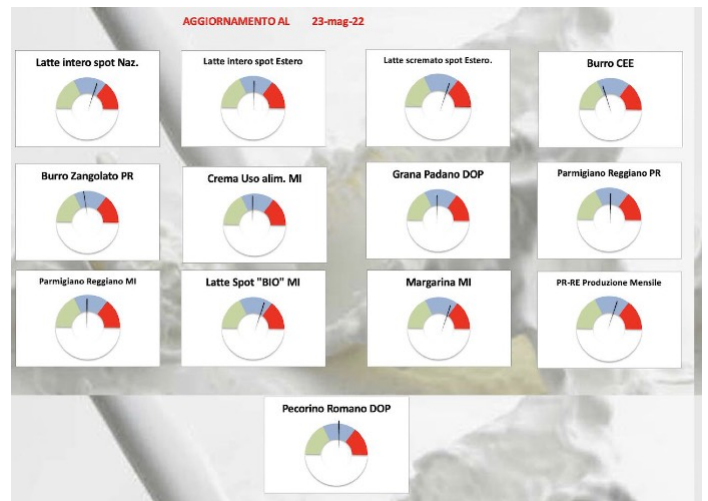 AGGIORNAMENTO AL 23-mag-22
Latte intero spot Naz.
Latte intero spot Estero
Latte scremato spot Estero.
Burro CEE
Burro Zangolato PR
Crema Uso alim. MI
Grana Padano DOP
Parmigiano Reggiano PR
Parmigiano Reggiano MI
Latte Spot "BIO" MI
Margarina MI
PR-RE Produzione Mensile
Pecorino Romano DOP